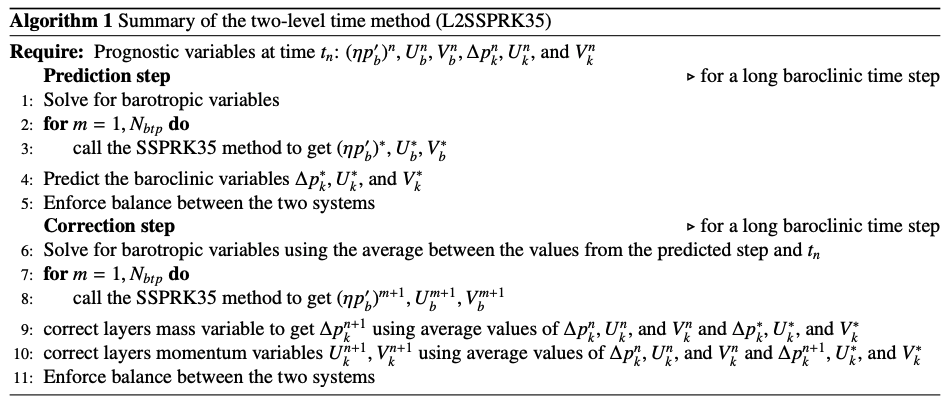 Algorithm 1 Summary of the two-level time method (L2SSPRK35)
Require: Prognostic variables at time $t_n$: $(\eta p'_b)^n, U_b^n, V_b^n, \Delta p_k^n, U_k^n$, and $V_k^n$
Prediction step ▷ for a long baroclinic time step
1: Solve for barotropic variables
2: for $m = 1, N_{btp}$ do
3: call the SSPRK35 method to get $(\eta p'_b)^*, U_b^*, V_b^*$
4: Predict the baroclinic variables $\Delta p_k^*, U_k^*$, and $V_k^*$
5: Enforce balance between the two systems
Correction step ▷ for a long baroclinic time step
6: Solve for barotropic variables using the average between the values from the predicted step and $t_n$
7: for $m = 1, N_{btp}$ do
8: call the SSPRK35 method to get $(\eta p'_b)^{m+1}, U_b^{m+1}, V_b^{m+1}$
9: correct layers mass variable to get $\Delta p_k^{n+1}$ using average values of $\Delta p_k^n, U_k^n$, and $V_k^n$ and $\Delta p_k^*, U_k^*$, and $V_k^*$
10: correct layers momentum variables $U_k^{n+1}, V_k^{n+1}$ using average values of $\Delta p_k^n, U_k^n$, and $V_k^n$ and $\Delta p_k^{n+1}, U_k^*$, and $V_k^*$
11: Enforce balance between the two systems